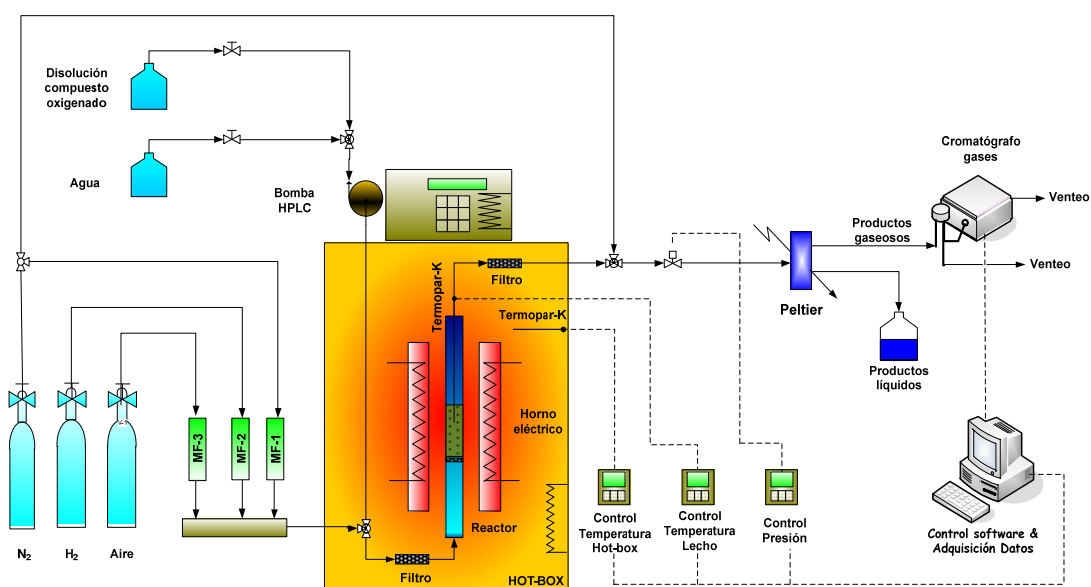 Disolución
compuesto
oxigenado
Agua
Bomba
HPLC
Cromatógrafo
gases
Venteo
Productos
gaseosos
Venteo
Peltier
Productos
líquidos
Filtro
Termopar-K
Termopar-K
Horno
eléctrico
Reactor
Filtro
HOT-BOX
MF-3
MF-2
MF-1
N2
H2
Aire
Control
Temperatura
Hot-box
Control
Temperatura
Lecho
Control
Presión
Control software &
Adquisición Datos